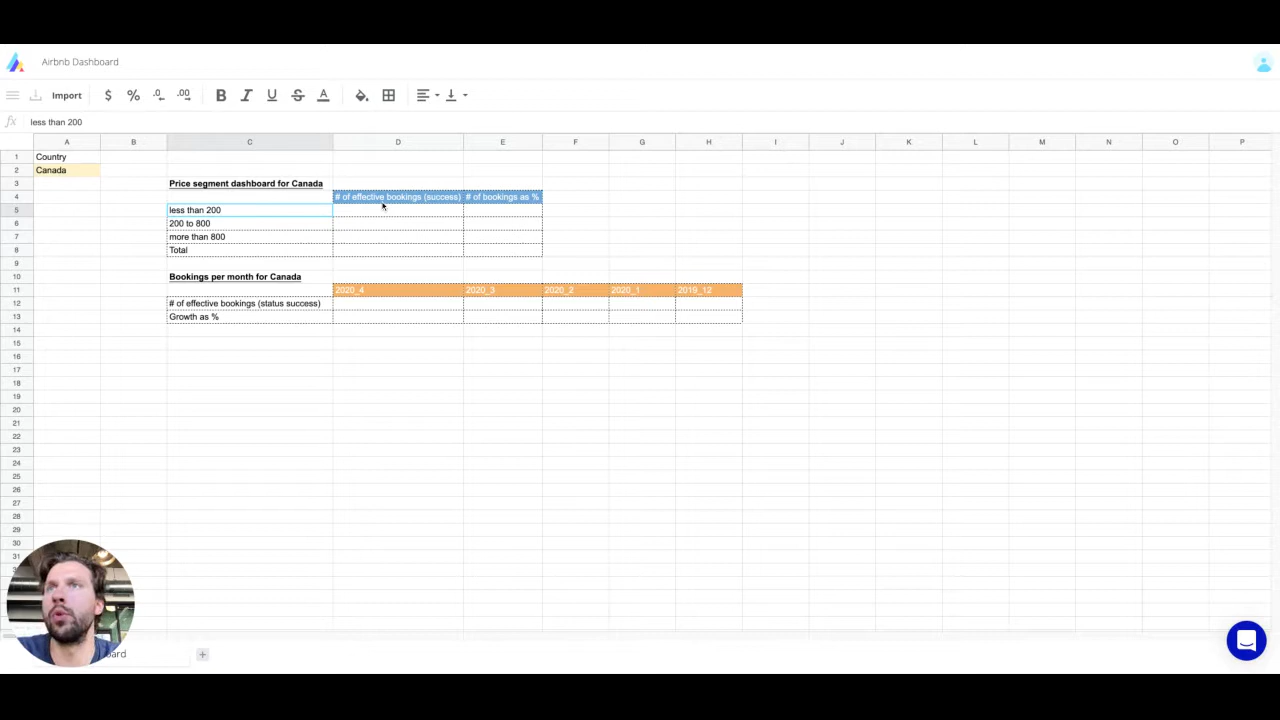 Airbnb Dashboard
Import $ % .0 .00 B I U S A
fx less than 200
A B C D E F G H I J K L M N O P
1 Country
2 Canada
3 Price segment dashboard for Canada
4 # of effective bookings (success) # of bookings as %
5 less than 200
6 200 to 800
7 more than 800
8 Total
9
10 Bookings per month for Canada
11 2020_4 2020_3 2020_2 2020_1 2019_12
12 # of effective bookings (status success)
13 Growth as %
14
15
16
17
18
19
20
21
22
23
24
25
26
27
28
29
30
31
ard